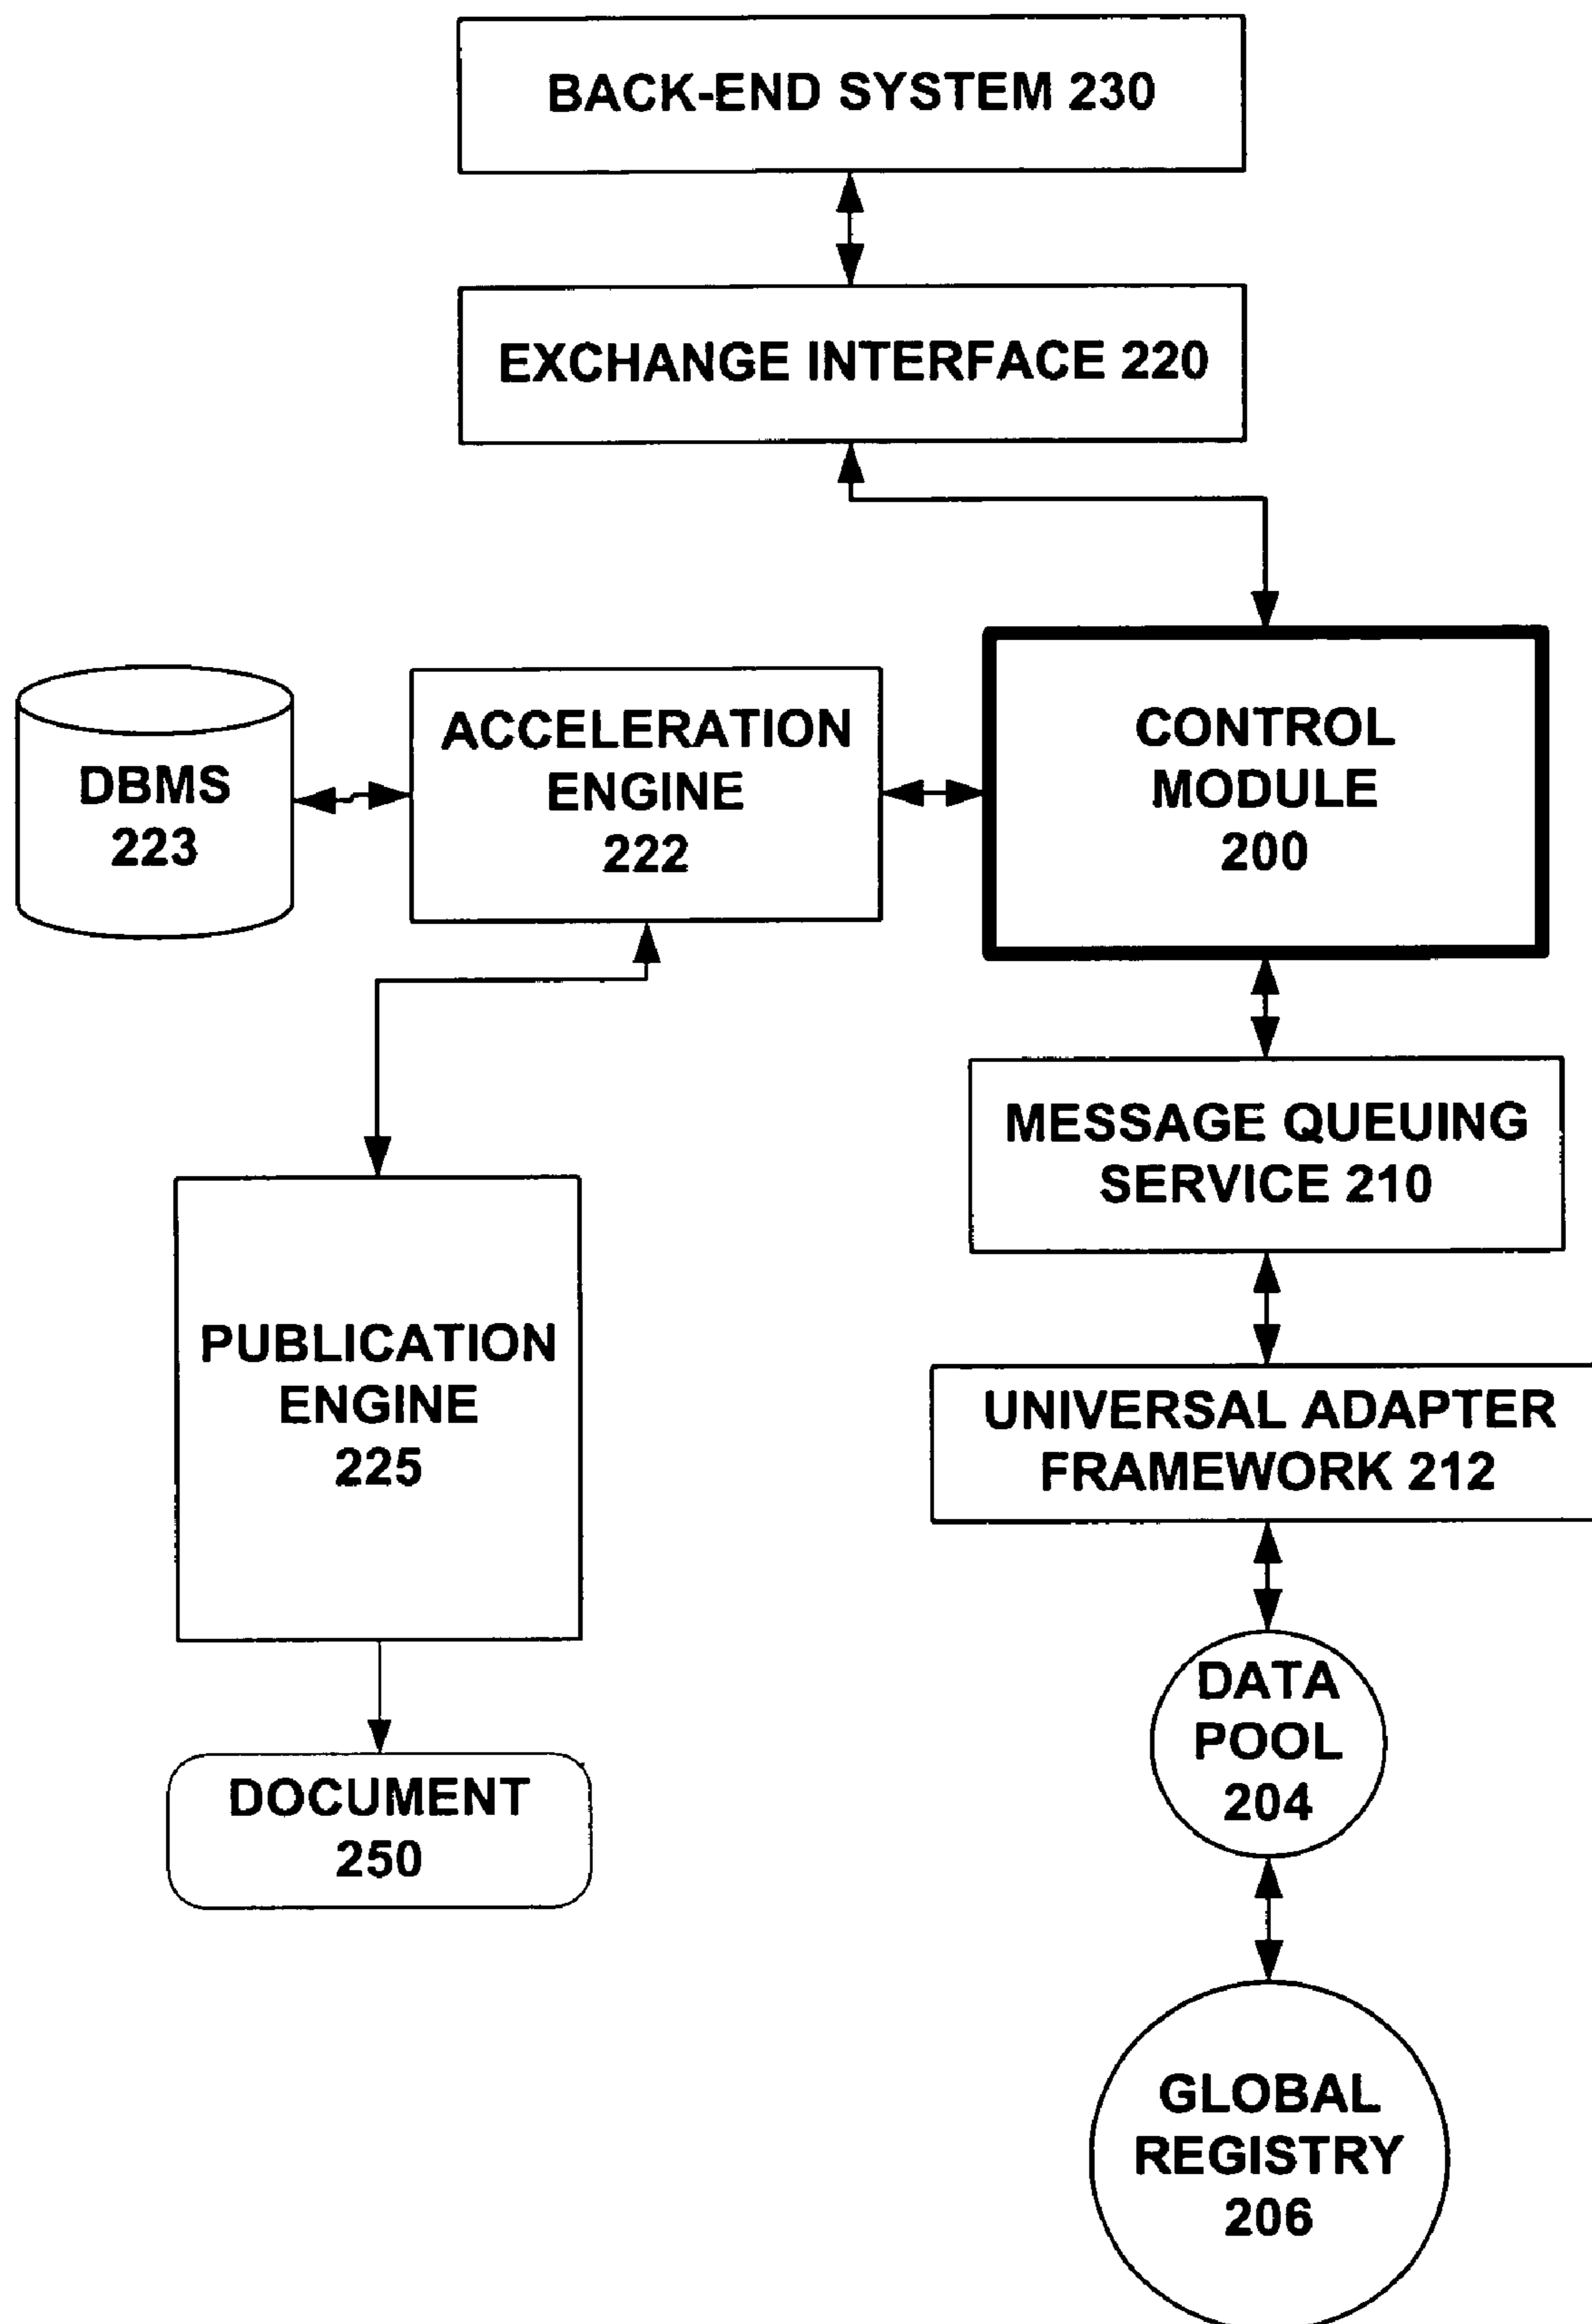 BACK-END SYSTEM 230
EXCHANGE INTERFACE 220
DBMS
223
ACCELERATION
ENGINE
222
CONTROL
MODULE
200
MESSAGE QUEUING
SERVICE 210
PUBLICATION
ENGINE
225
UNIVERSAL ADAPTER
FRAMEWORK 212
DOCUMENT
250
DATA
POOL
204
GLOBAL
REGISTRY
206